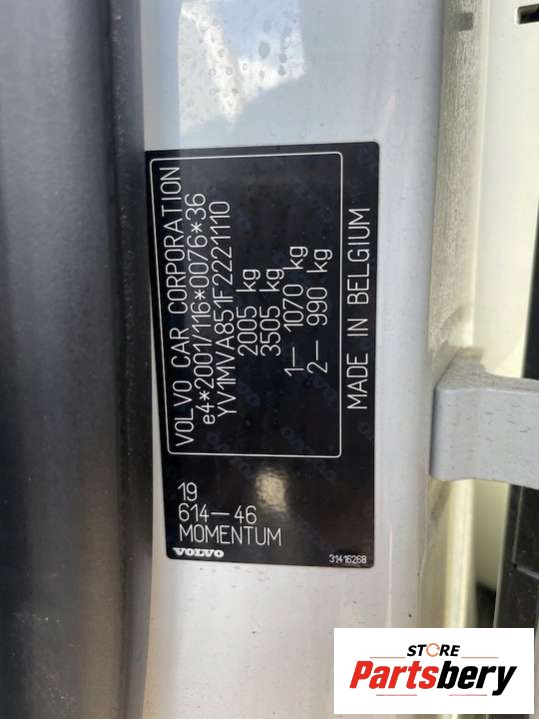 VOLVO CAR CORPORATION
e4*2001/116*0076*36
YV1MVA851F2221110
2005 kg
3505 kg
1— 1070 kg
2— 990 kg
MADE IN BELGIUM
19
614—46
MOMENTUM
VOLVO
31416268
STORE
Partsbery